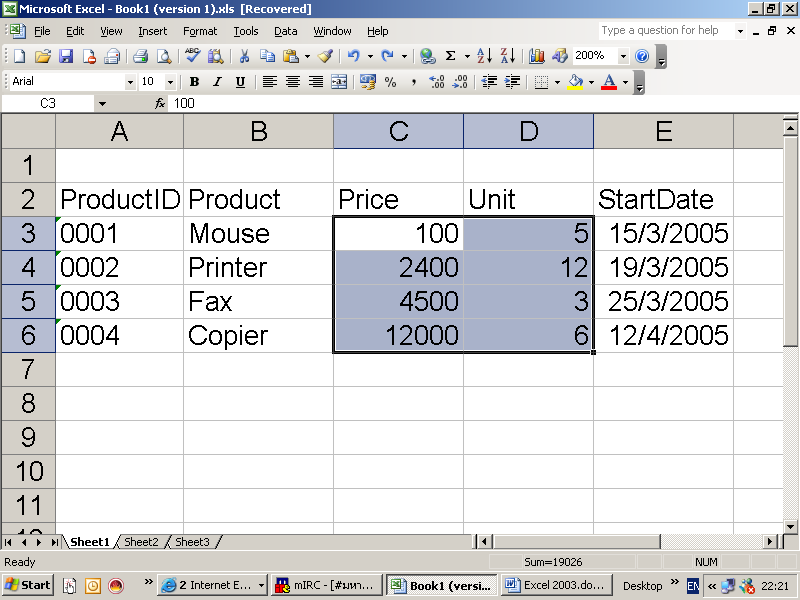 Microsoft Excel - Book1 (version 1).xls [Recovered]
File Edit View Insert Format Tools Data Window Help Type a question for help
200%
Arial 10 B I U
C3 fx 100
A B C D E
1
2 ProductID Product Price Unit StartDate
3 0001 Mouse 100 5 15/3/2005
4 0002 Printer 2400 12 19/3/2005
5 0003 Fax 4500 3 25/3/2005
6 0004 Copier 12000 6 12/4/2005
7
8
9
10
11
12
Sheet1 Sheet2 Sheet3
Ready Sum=19026 NUM
Start 2 Internet E... mIRC - [#มหา... Book1 (versi... Excel 2003.do... Desktop EN 22:21